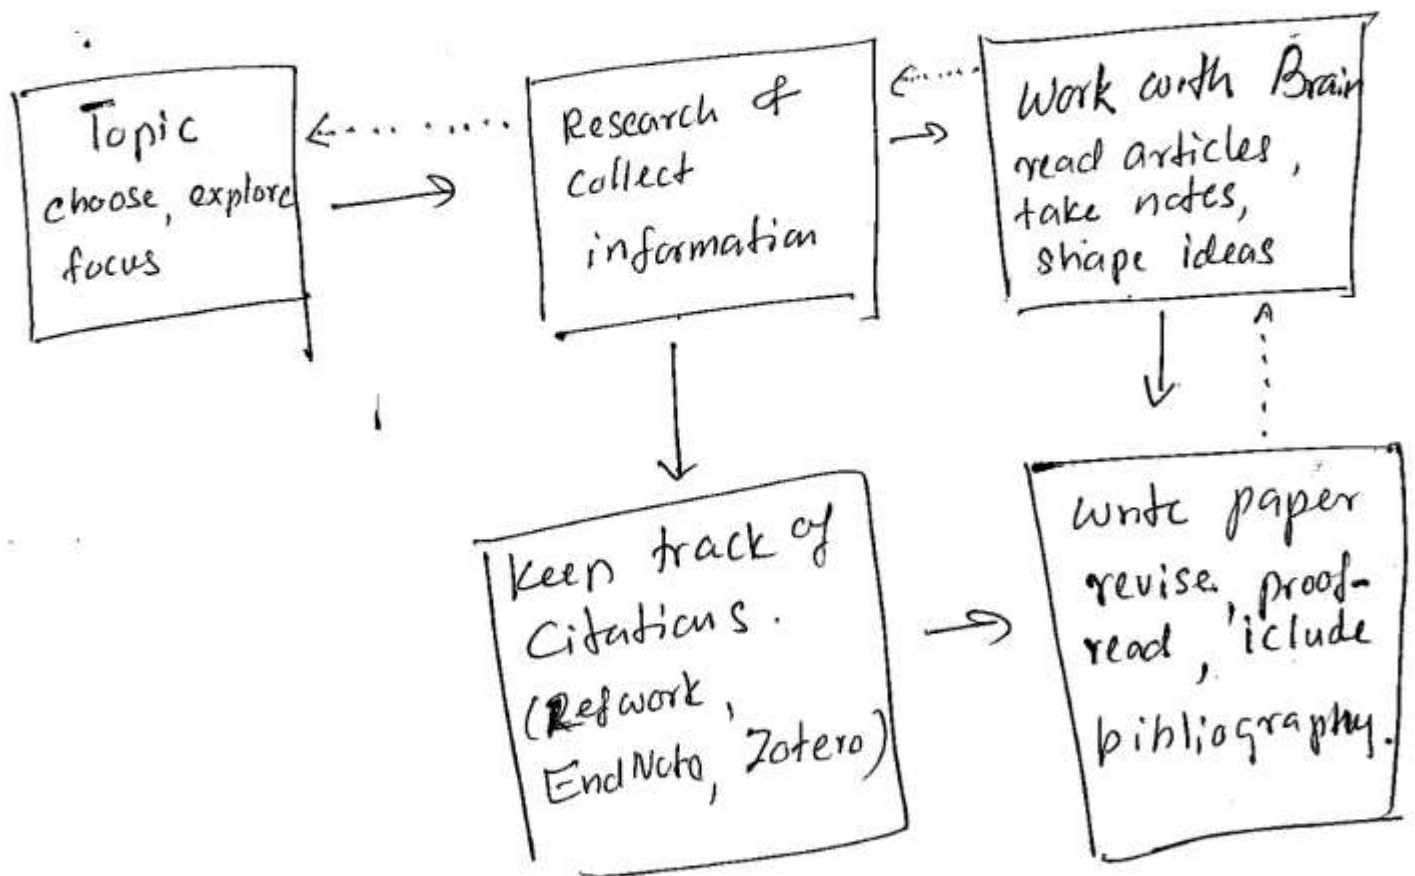 Topic
choose, explore
focus
Research &
collect
information
Work with Brain
read articles,
take notes,
shape ideas
Keep track of
Citations.
(Refwork,
EndNote, Zotero)
write paper
revise, proof-
read, iclude
bibliography.